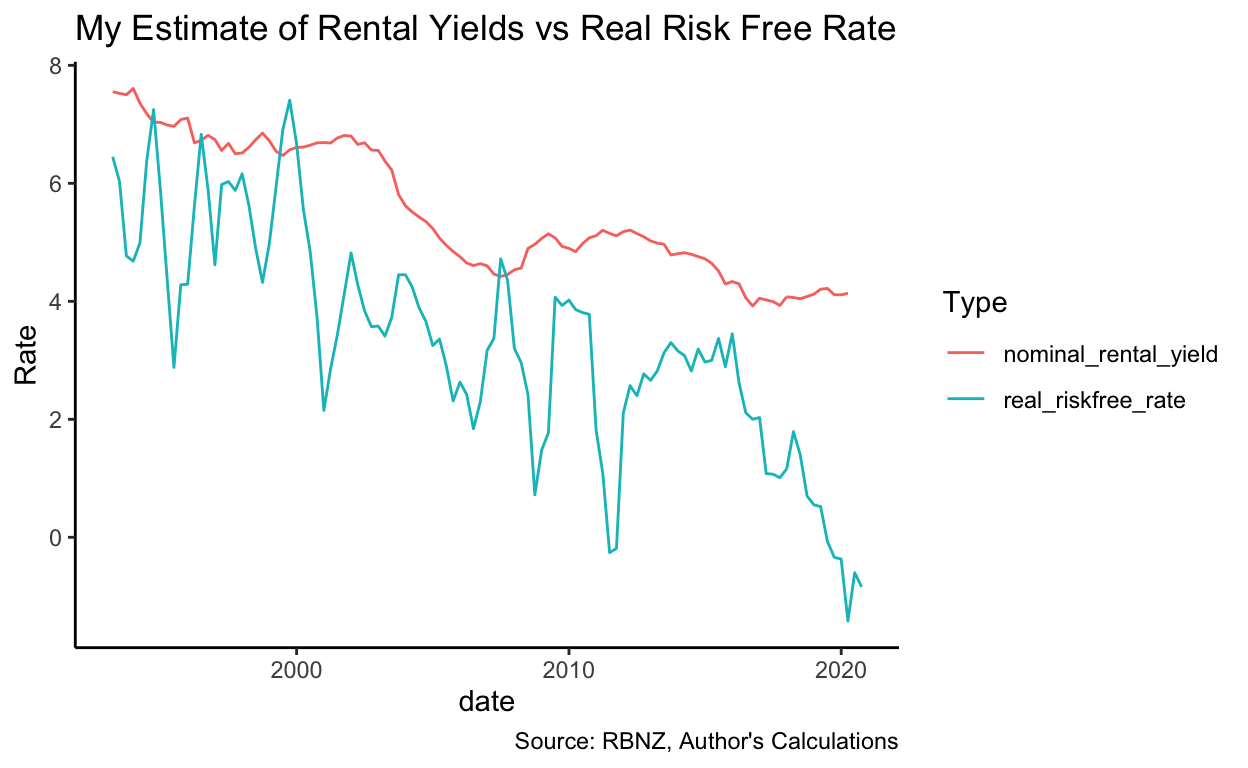 My Estimate of Rental Yields vs Real Risk Free Rate
8
6
4
2
0
Rate
2000
2010
2020
date
Type
nominal_rental_yield
real_riskfree_rate
Source: RBNZ, Author's Calculations